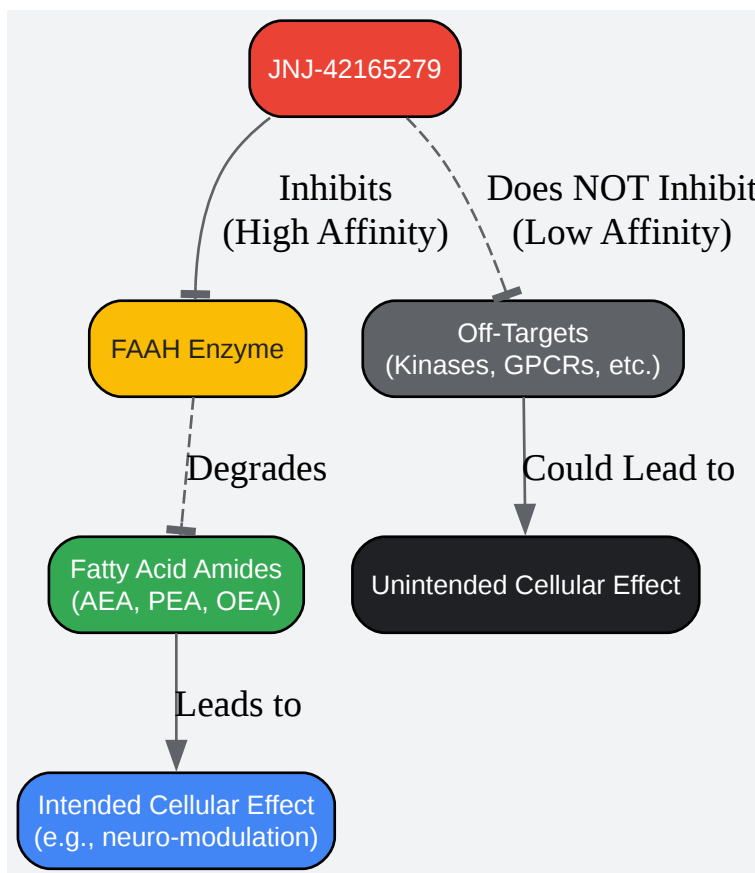 JNJ-42165279
Inhibits
(High Affinity)
Does NOT Inhibit
(Low Affinity)
FAAH Enzyme
Off-Targets
(Kinases, GPCRs, etc.)
Degrades
Could Lead to
Fatty Acid Amides
(AEA, PEA, OEA)
Unintended Cellular Effect
Leads to
Intended Cellular Effect
(e.g., neuro-modulation)